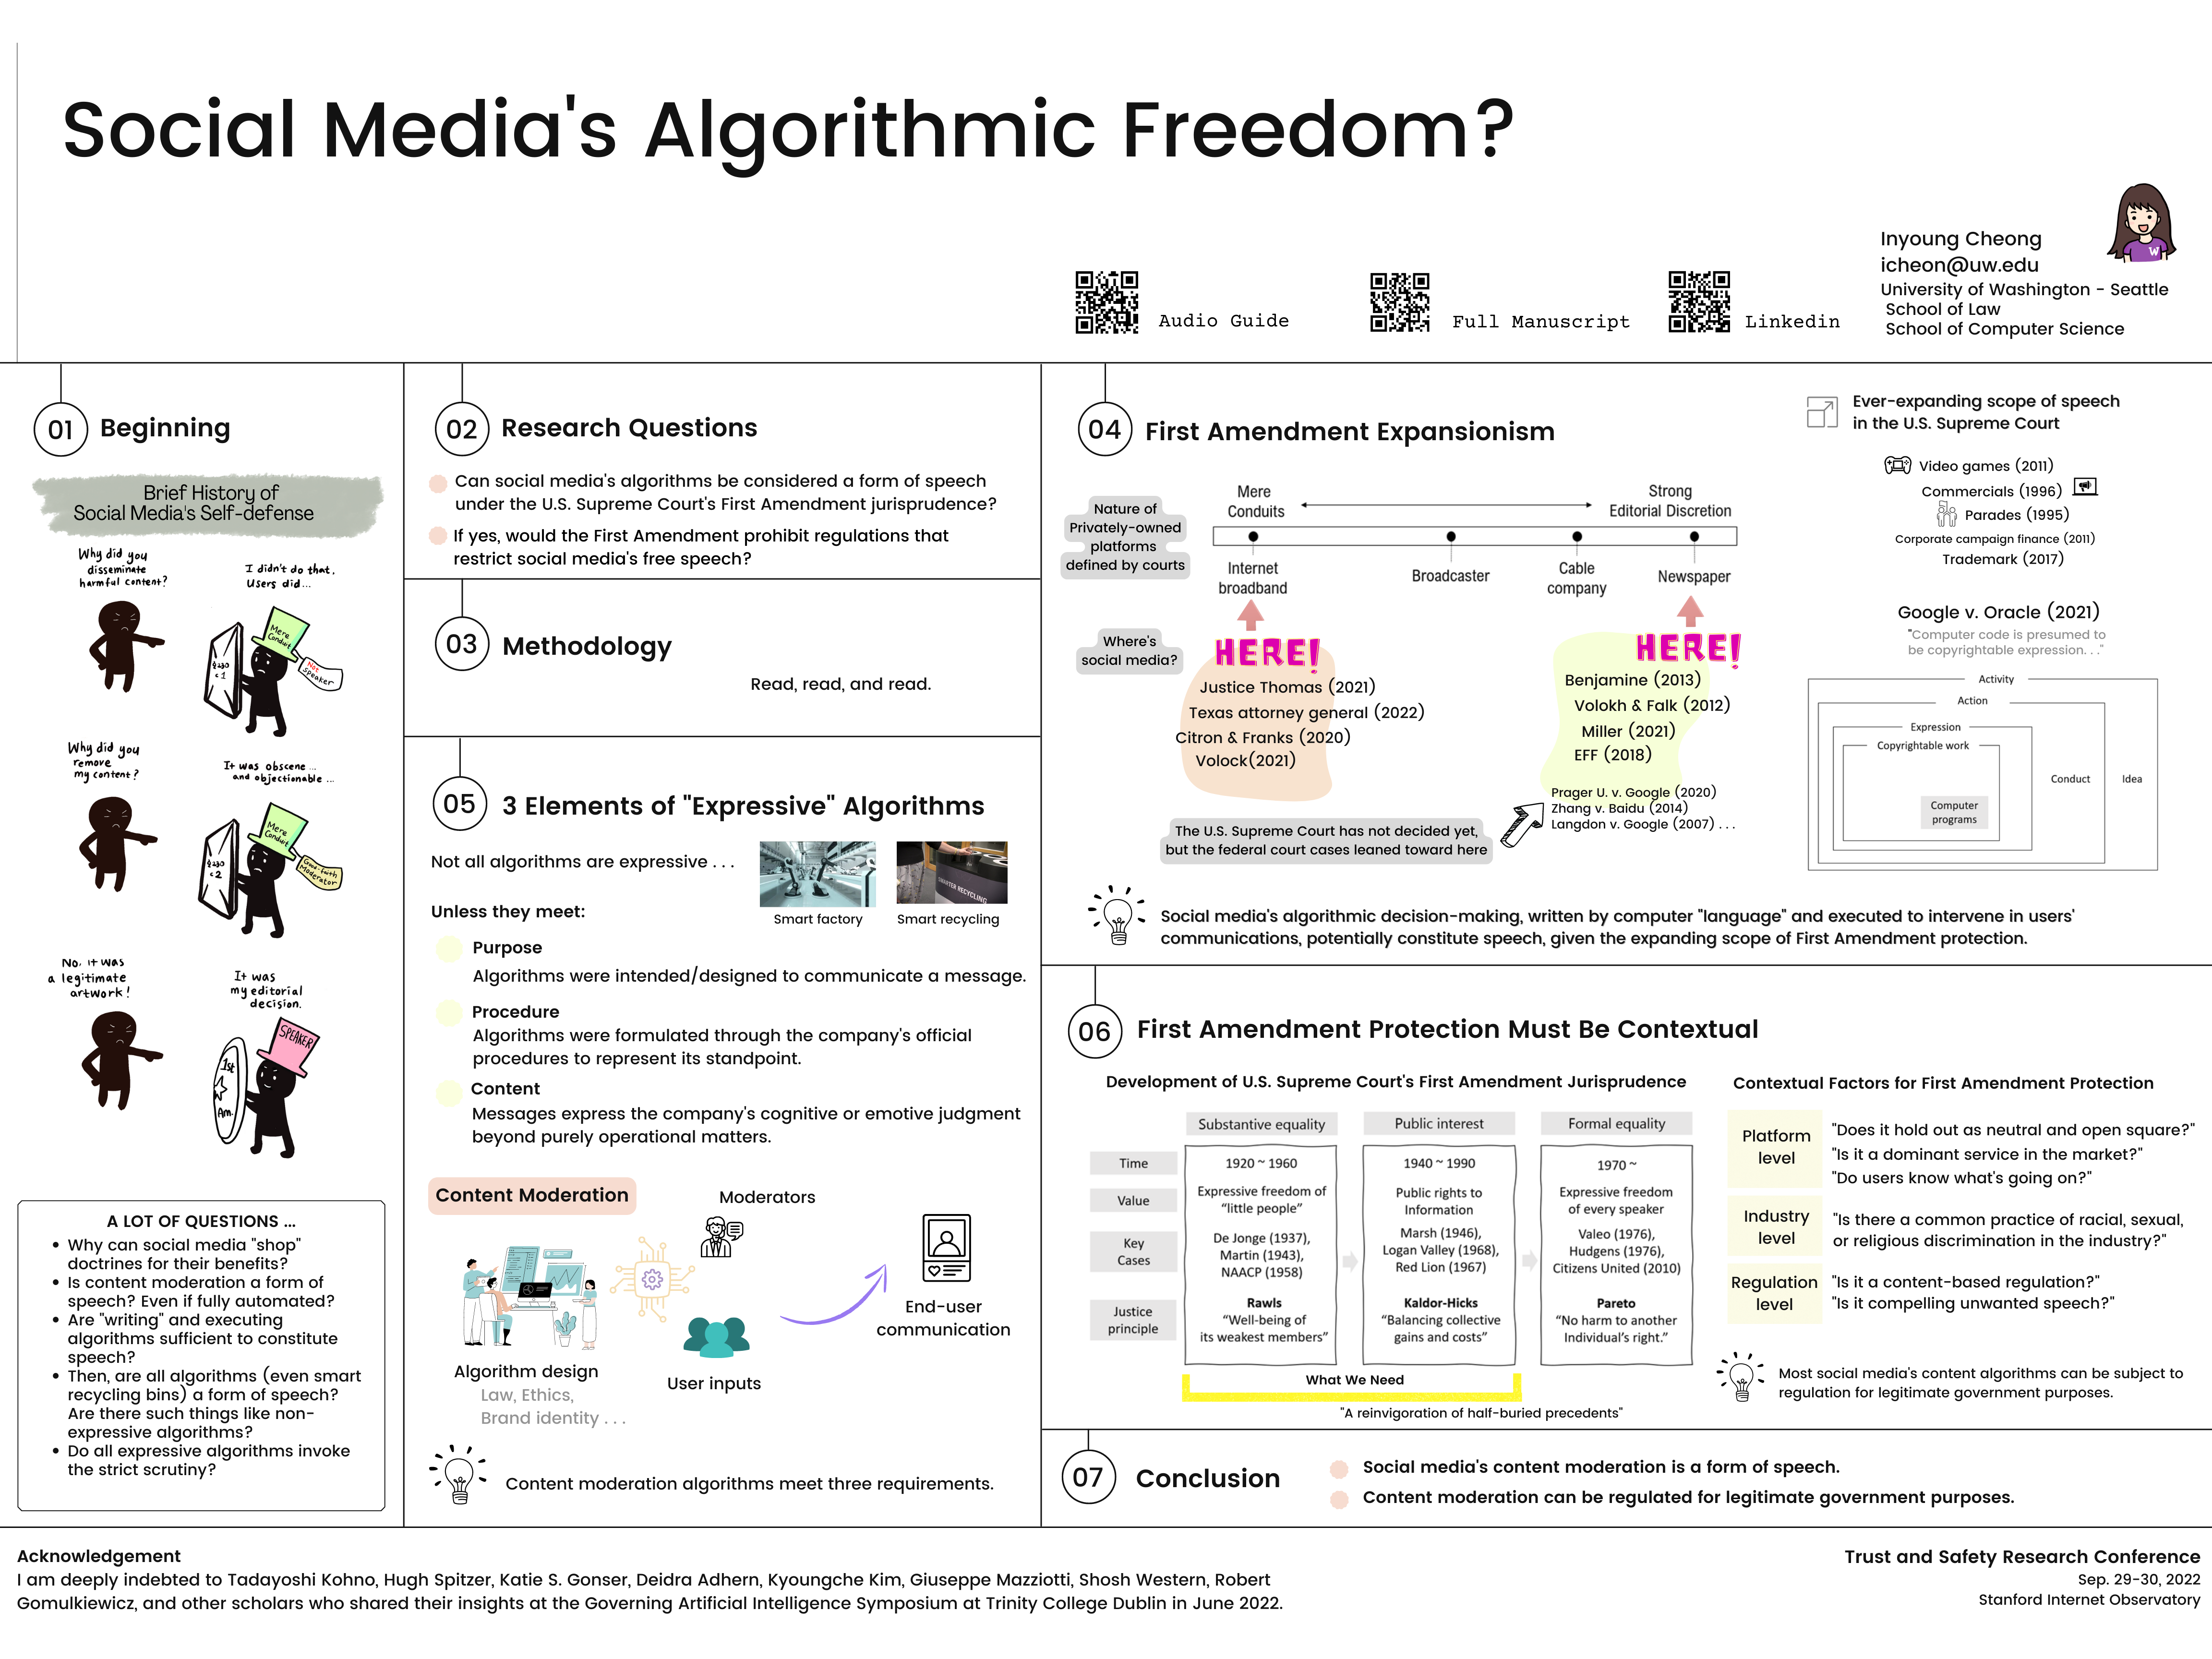 Social Media's Algorithmic Freedom?
Audio Guide
Full Manuscript
Linkedin
Inyoung Cheong
icheon@uw.edu
University of Washington - Seattle
School of Law
School of Computer Science
W
01 Beginning
Brief History of
Social Media's Self-defense
Why did you
disseminate
harmful content?
I didn't do that.
Users did...
Mere
Conduit
§230
c1
Not
Speaker
Why did you
remove
my content?
It was obscene ...
and objectionable ...
Mere
Conduit
§230
c2
Good-faith
Moderator
No, it was
a legitimate
artwork!
It was
my editorial
decision.
SPEAKER
1st
Am.
A LOT OF QUESTIONS ...
• Why can social media "shop"
doctrines for their benefits?
• Is content moderation a form of
speech? Even if fully automated?
• Are "writing" and executing
algorithms sufficient to constitute
speech?
• Then, are all algorithms (even smart
recycling bins) a form of speech?
Are there such things like non-
expressive algorithms?
• Do all expressive algorithms invoke
the strict scrutiny?
02 Research Questions
Can social media's algorithms be considered a form of speech
under the U.S. Supreme Court's First Amendment jurisprudence?
If yes, would the First Amendment prohibit regulations that
restrict social media's free speech?
03 Methodology
Read, read, and read.
05 3 Elements of "Expressive" Algorithms
Not all algorithms are expressive . . .
SMARTER RECYCLING
Smart factory
Smart recycling
Unless they meet:
Purpose
Algorithms were intended/designed to communicate a message.
Procedure
Algorithms were formulated through the company's official
procedures to represent its standpoint.
Content
Messages express the company's cognitive or emotive judgment
beyond purely operational matters.
Content Moderation
Moderators
Algorithm design
Law, Ethics,
Brand identity . . .
User inputs
End-user
communication
Content moderation algorithms meet three requirements.
04 First Amendment Expansionism
Nature of
Privately-owned
platforms
defined by courts
Mere
Conduits
Strong
Editorial Discretion
Internet
broadband
Broadcaster
Cable
company
Newspaper
Where's
social media?
HERE!
Justice Thomas (2021)
Texas attorney general (2022)
Citron & Franks (2020)
Volock(2021)
HERE!
Benjamine (2013)
Volokh & Falk (2012)
Miller (2021)
EFF (2018)
Prager U. v. Google (2020)
Zhang v. Baidu (2014)
Langdon v. Google (2007) . . .
The U.S. Supreme Court has not decided yet,
but the federal court cases leaned toward here
Ever-expanding scope of speech
in the U.S. Supreme Court
Video games (2011)
Commercials (1996)
Parades (1995)
Corporate campaign finance (2011)
Trademark (2017)
Google v. Oracle (2021)
"Computer code is presumed to
be copyrightable expression. . ."
Activity
Action
Expression
Copyrightable work
Computer
programs
Conduct
Idea
Social media's algorithmic decision-making, written by computer "language" and executed to intervene in users'
communications, potentially constitute speech, given the expanding scope of First Amendment protection.
06 First Amendment Protection Must Be Contextual
Development of U.S. Supreme Court's First Amendment Jurisprudence
Substantive equality
Public interest
Formal equality
Time
1920 ~ 1960
1940 ~ 1990
1970 ~
Value
Expressive freedom of
"little people"
Public rights to
Information
Expressive freedom
of every speaker
Key
Cases
De Jonge (1937),
Martin (1943),
NAACP (1958)
Marsh (1946),
Logan Valley (1968),
Red Lion (1967)
Valeo (1976),
Hudgens (1976),
Citizens United (2010)
Justice
principle
Rawls
"Well-being of
its weakest members"
Kaldor-Hicks
"Balancing collective
gains and costs"
Pareto
"No harm to another
Individual's right."
What We Need
"A reinvigoration of half-buried precedents"
Contextual Factors for First Amendment Protection
Platform
level
"Does it hold out as neutral and open square?"
"Is it a dominant service in the market?"
"Do users know what's going on?"
Industry
level
"Is there a common practice of racial, sexual,
or religious discrimination in the industry?"
Regulation
level
"Is it a content-based regulation?"
"Is it compelling unwanted speech?"
Most social media's content algorithms can be subject to
regulation for legitimate government purposes.
07 Conclusion
Social media's content moderation is a form of speech.
Content moderation can be regulated for legitimate government purposes.
Acknowledgement
I am deeply indebted to Tadayoshi Kohno, Hugh Spitzer, Katie S. Gonser, Deidra Adhern, Kyoungche Kim, Giuseppe Mazziotti, Shosh Western, Robert
Gomulkiewicz, and other scholars who shared their insights at the Governing Artificial Intelligence Symposium at Trinity College Dublin in June 2022.
Trust and Safety Research Conference
Sep. 29-30, 2022
Stanford Internet Observatory